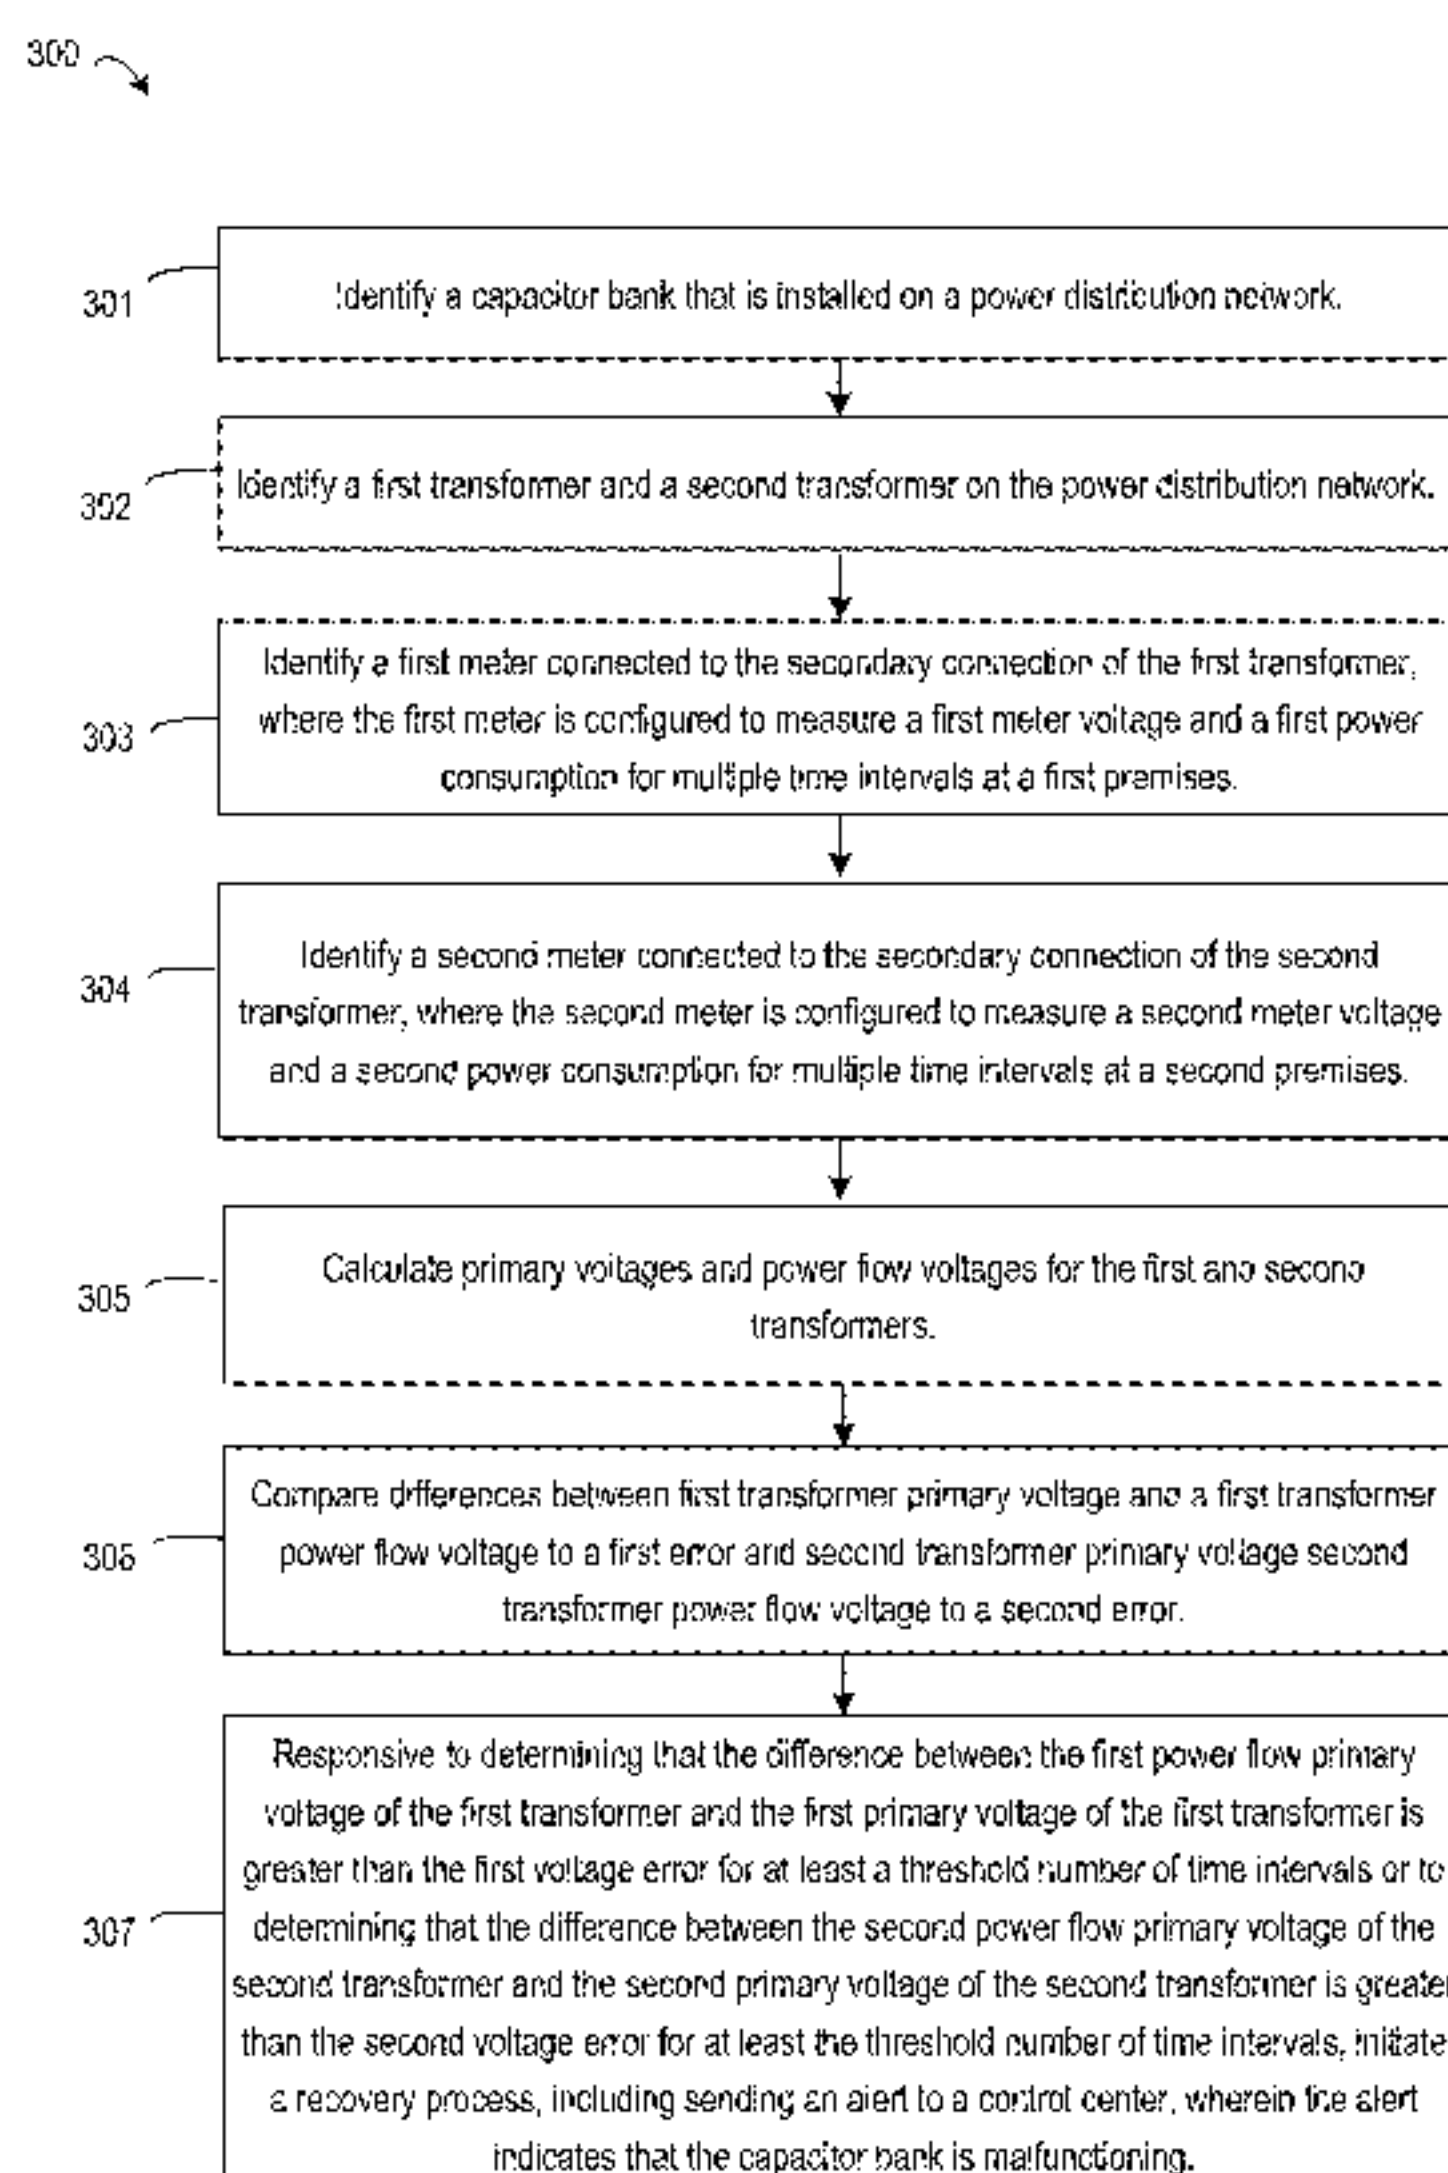 300
301
Identify a capacitor bank that is installed on a power distribution network.
302
Identify a first transformer and a second transformer on the power distribution network.
303
Identify a first meter connected to the secondary connection of the first transformer,
where the first meter is configured to measure a first meter voltage and a first power
consumption for multiple time intervals at a first premises.
304
Identify a second meter connected to the secondary connection of the second
transformer, where the second meter is configured to measure a second meter voltage
and a second power consumption for multiple time intervals at a second premises.
305
Calculate primary voltages and power flow voltages for the first and second
transformers.
306
Compare differences between first transformer primary voltage and a first transformer
power flow voltage to a first error and second transformer primary voltage second
transformer power flow voltage to a second error.
307
Responsive to determining that the difference between the first power flow primary
voltage of the first transformer and the first primary voltage of the first transformer is
greater than the first voltage error for at least a threshold number of time intervals or to
determining that the difference between the second power flow primary voltage of the
second transformer and the second primary voltage of the second transformer is greater
than the second voltage error for at least the threshold number of time intervals, initiate
a recovery process, including sending an alert to a control center, wherein the alert
indicates that the capacitor bank is malfunctioning.